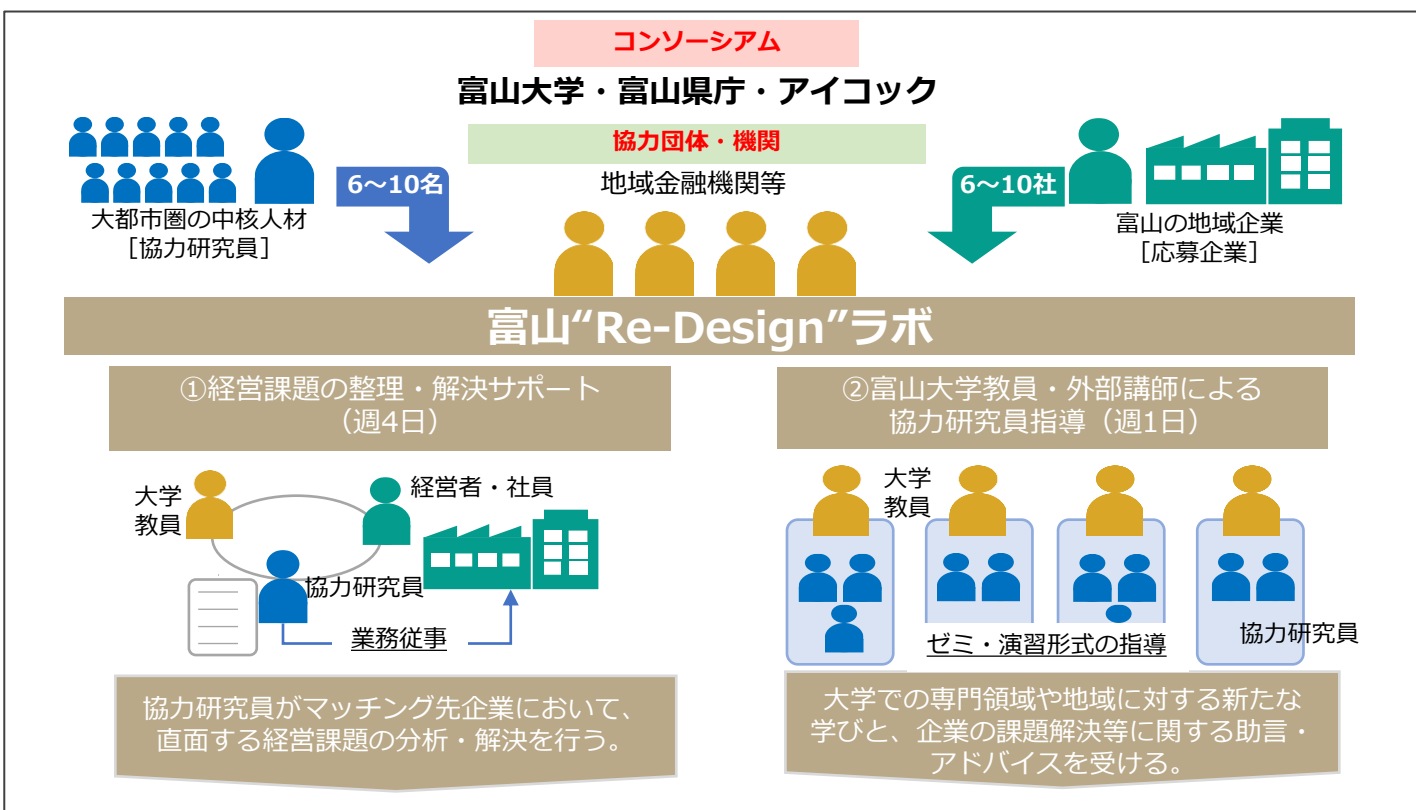 コンソーシアム
富山大学・富山県庁・アイコック
協力団体・機関
地域金融機関等
6～10名
大都市圏の中核人材
［協力研究員］
6～10社
富山の地域企業
［応募企業］
富山“Re-Design”ラボ
①経営課題の整理・解決サポート
（週4日）
大学
教員
経営者・社員
協力研究員
業務従事
協力研究員がマッチング先企業において、
直面する経営課題の分析・解決を行う。
②富山大学教員・外部講師による
協力研究員指導（週1日）
大学
教員
協力研究員
ゼミ・演習形式の指導
大学での専門領域や地域に対する新たな
学びと、企業の課題解決等に関する助言・
アドバイスを受ける。